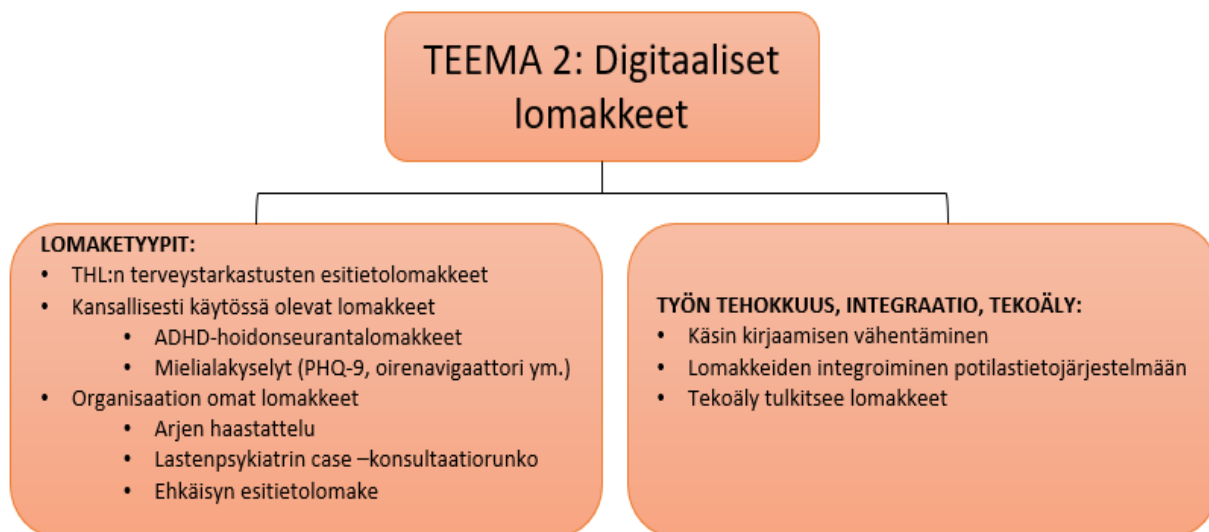 TEEMA 2: Digitaaliset
lomakkeet
LOMAKETYYPIT:
• THL:n terveystarkastusten esitietolomakkeet
• Kansallisesti käytössä olevat lomakkeet
• ADHD-hoidonseurantalomakkeet
• Mielialakyselyt (PHQ-9, oirenavigaattori ym.)
• Organisaation omat lomakkeet
• Arjen haastattelu
• Lastenpsykiatrin case –konsultaatiorunko
• Ehkäisyn esitietolomake
TYÖN TEHOKKUUS, INTEGRAATIO, TEKOÄLY:
• Käsin kirjaamisen vähentäminen
• Lomakkeiden integroiminen potilastietojärjestelmään
• Tekoäly tulkitsee lomakkeet